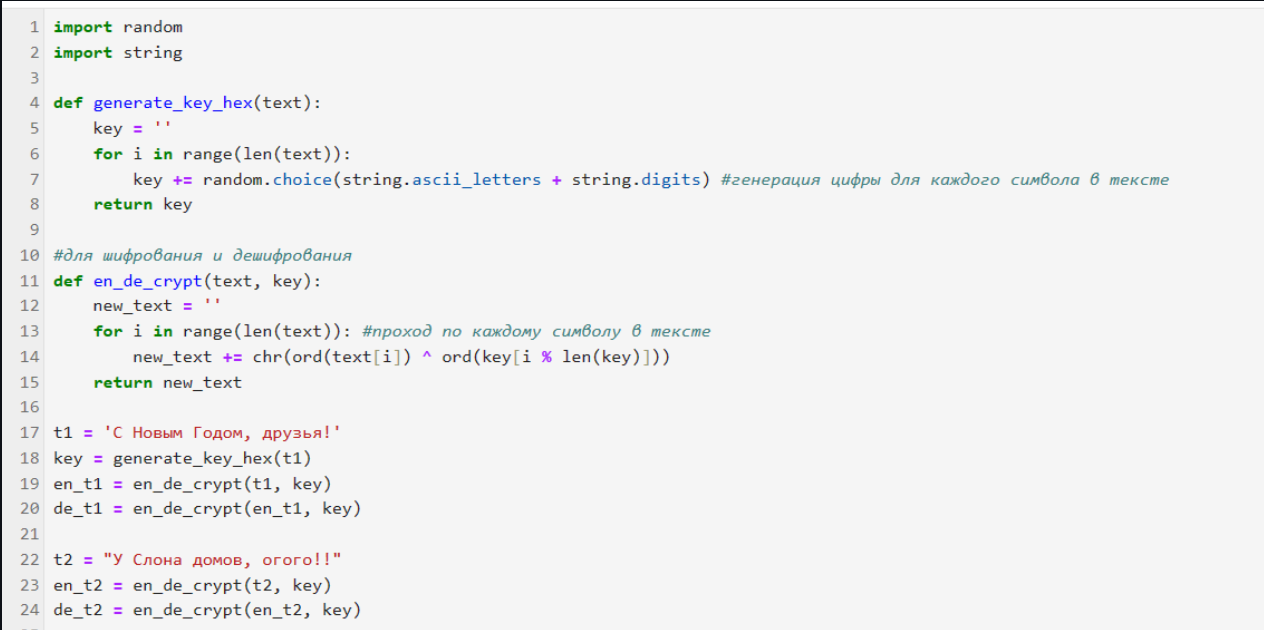 1 import random
2 import string
3
4 def generate_key_hex(text):
5     key = ''
6     for i in range(len(text)):
7         key += random.choice(string.ascii_letters + string.digits) #генерация цифры для каждого символа в тексте
8     return key
9
10 #для шифрования и дешифрования
11 def en_de_crypt(text, key):
12     new_text = ''
13     for i in range(len(text)): #проход по каждому символу в тексте
14         new_text += chr(ord(text[i]) ^ ord(key[i % len(key)]))
15     return new_text
16
17 t1 = 'С Новым Годом, друзья!'
18 key = generate_key_hex(t1)
19 en_t1 = en_de_crypt(t1, key)
20 de_t1 = en_de_crypt(en_t1, key)
21
22 t2 = "У Слона домов, огого!!"
23 en_t2 = en_de_crypt(t2, key)
24 de_t2 = en_de_crypt(en_t2, key)